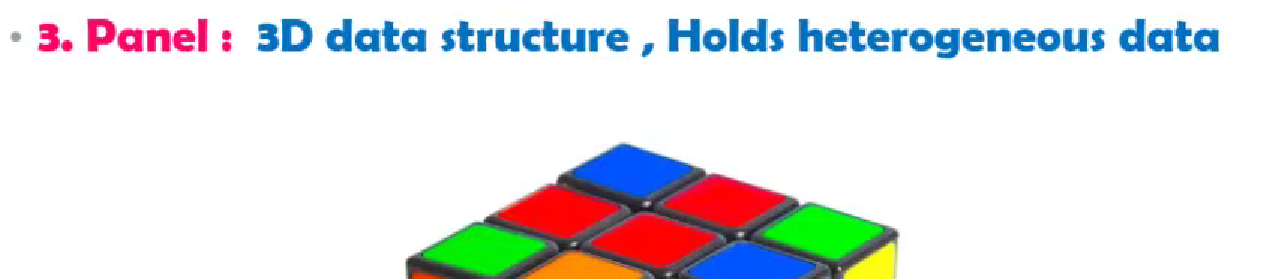 • 3. Panel : 3D data structure , Holds heterogeneous data